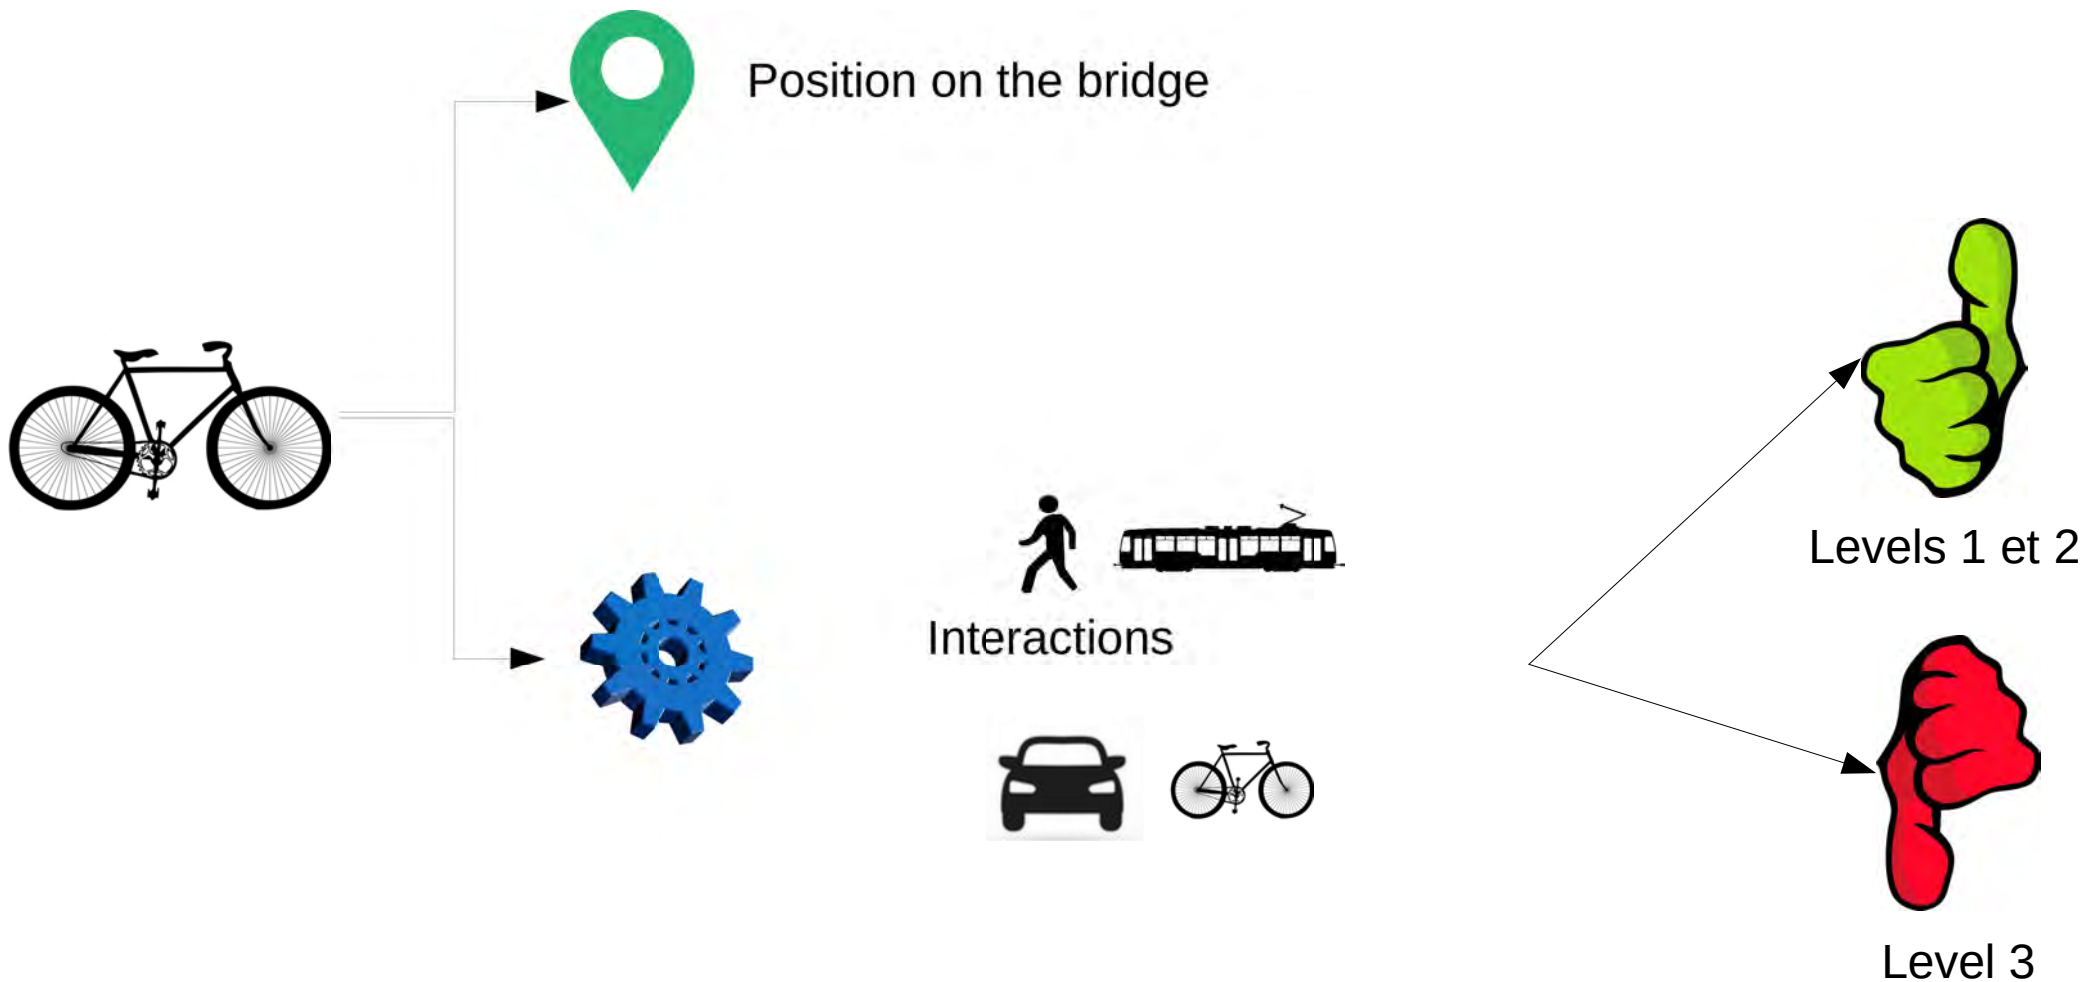 Position on the bridge
Levels 1 et 2
Interactions
Level 3